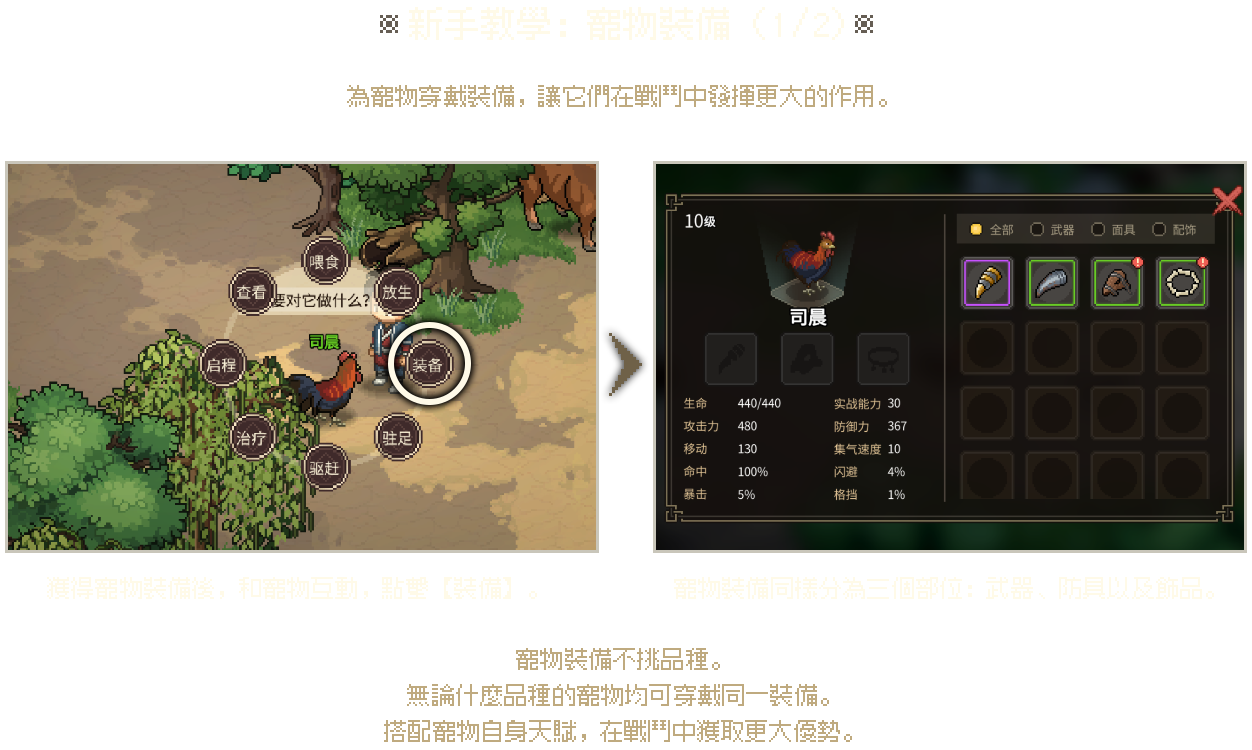 ※ 新手教學：寵物裝備（1/2）※
為寵物穿戴裝備，讓它們在戰鬥中發揮更大的作用。
喂食
查看
放生
要对它做什么？
司晨
启程
装备
治疗
驻足
驱赶
10级
全部 武器 面具 配饰
司晨
生命 440/440 实战能力 30
攻击力 480 防御力 367
移动 130 集气速度 10
命中 100% 闪避 4%
暴击 5% 格挡 1%
獲得寵物裝備後，和寵物互動，點擊【裝備】。
寵物裝備同樣分為三個部位：武器、防具以及飾品。
寵物裝備不挑品種。
無論什麼品種的寵物均可穿戴同一裝備。
搭配寵物自身天賦，在戰鬥中獲取更大優勢。